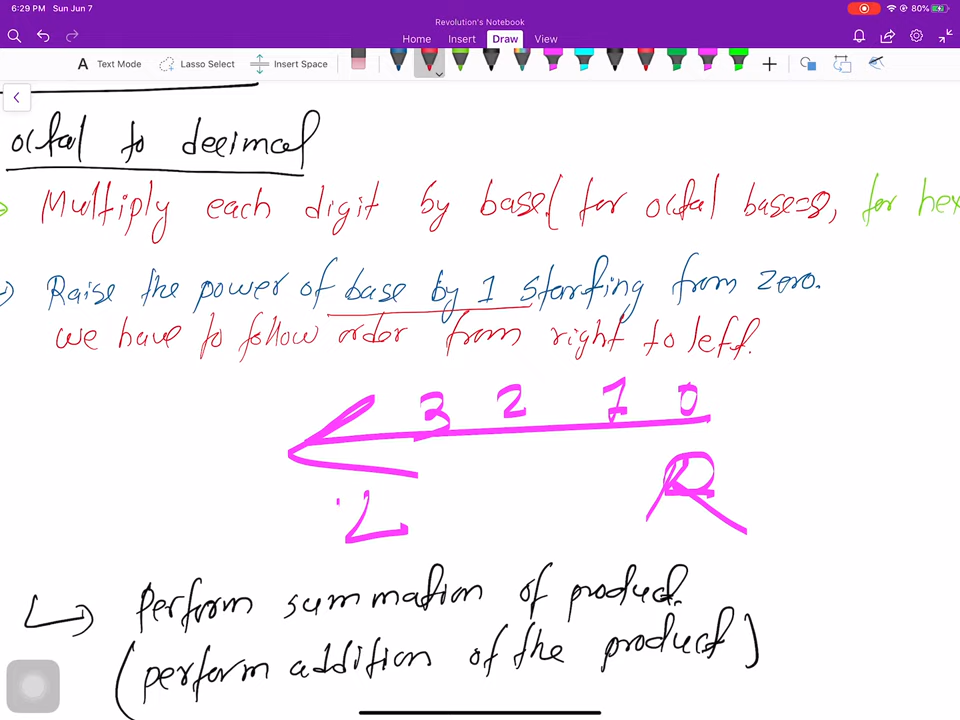 6:29 PM Sun Jun 7
80%
Revolution's Notebook
Home Insert Draw View
A Text Mode Lasso Select Insert Space
octal to decimal
Multiply each digit by base( for octal base=8, for hex
Raise the power of base by 1 starting from zero.
we have to follow order from right to left.
3 2 1 0
L R
Perform summation of product.
(perform addition of the product)